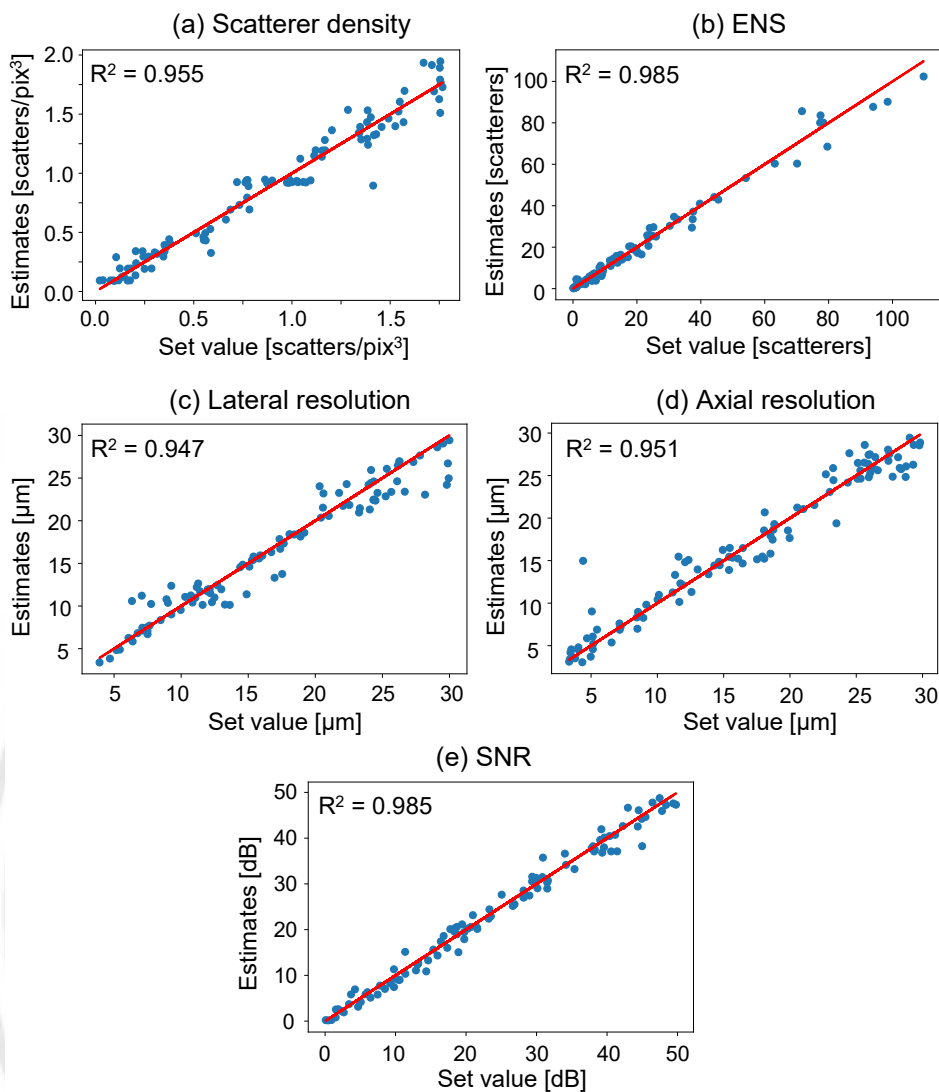 (a) Scatterer density
R² = 0.955
2.0
1.5
1.0
0.5
0.0
Estimates [scatters/pix³]
0.0 0.5 1.0 1.5
Set value [scatters/pix³]
(b) ENS
R² = 0.985
100
80
60
40
20
0
Estimates [scatterers]
0 20 40 60 80 100
Set value [scatterers]
(c) Lateral resolution
R² = 0.947
30
25
20
15
10
5
Estimates [µm]
5 10 15 20 25 30
Set value [µm]
(d) Axial resolution
R² = 0.951
30
25
20
15
10
5
Estimates [µm]
5 10 15 20 25 30
Set value [µm]
(e) SNR
R² = 0.985
50
40
30
20
10
0
Estimates [dB]
0 10 20 30 40 50
Set value [dB]